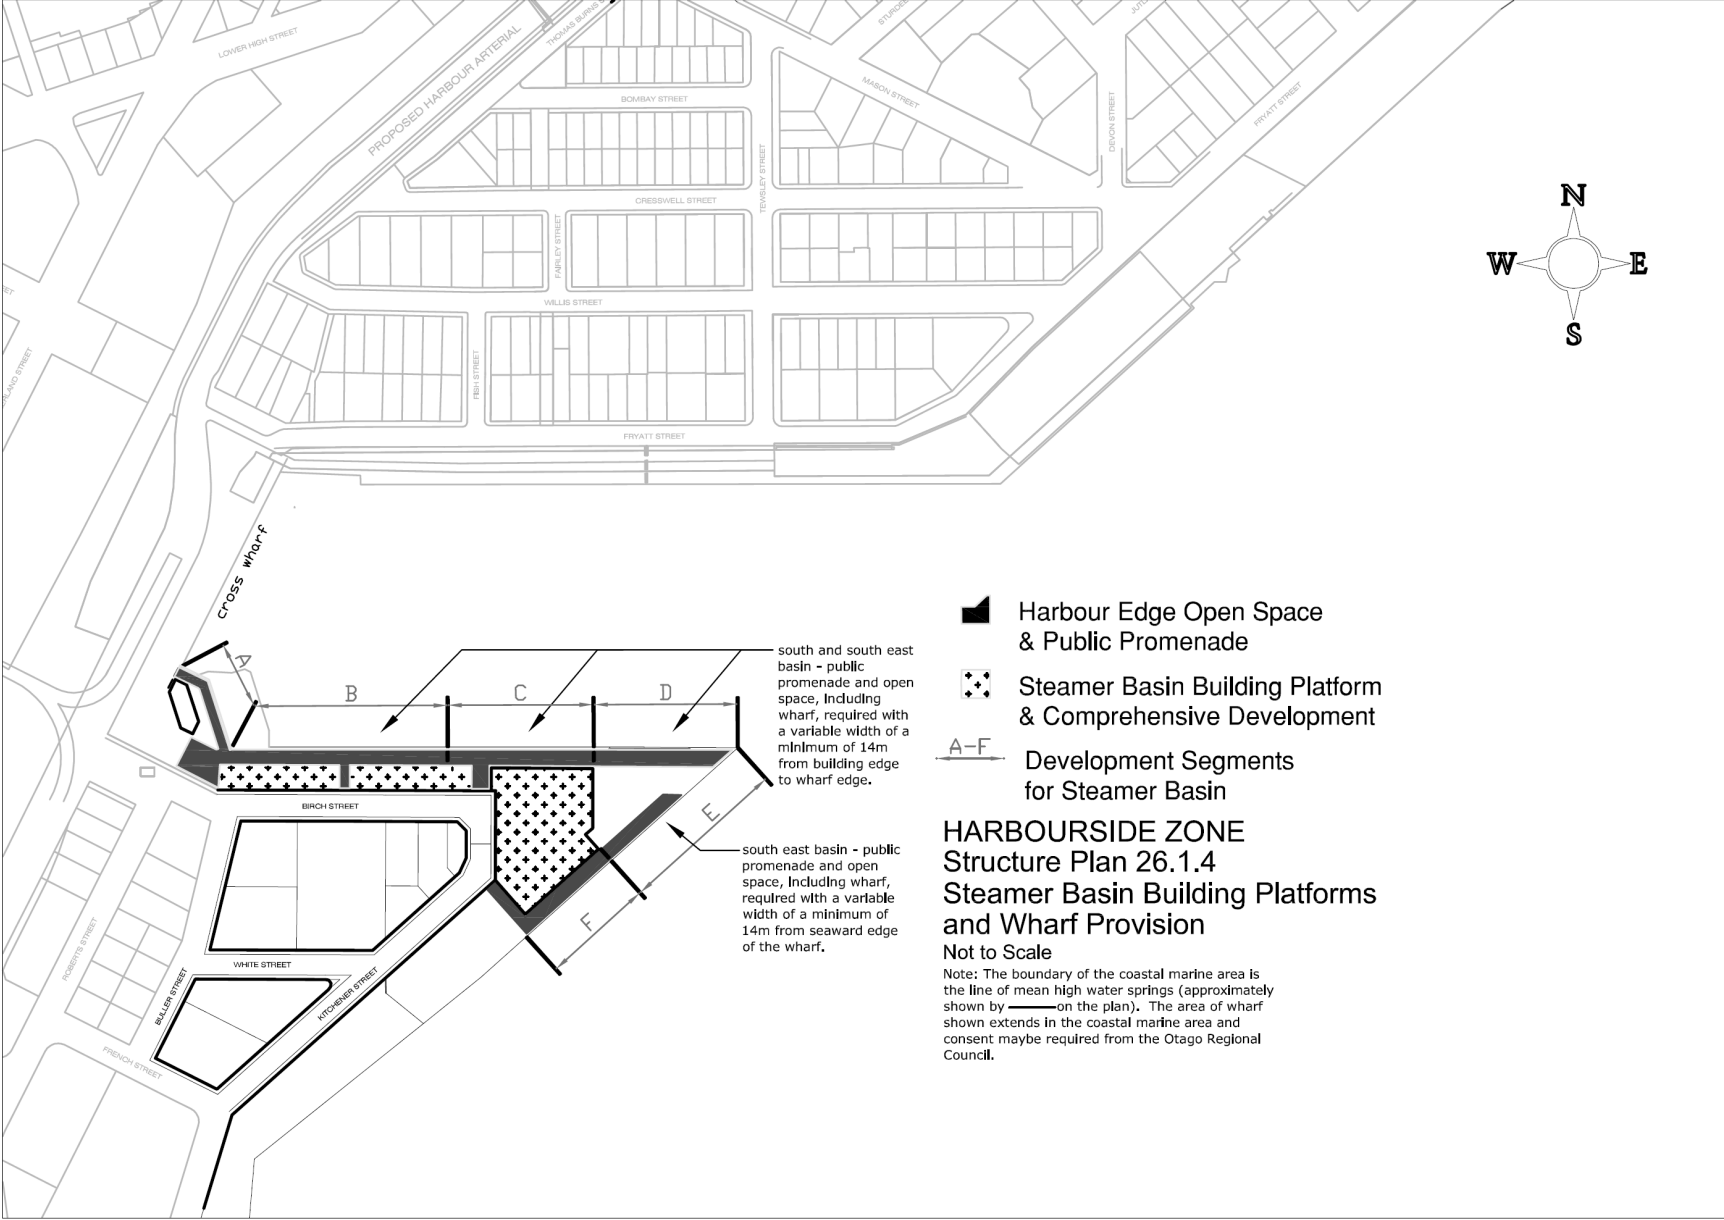 LOWER HIGH STREET
PROPOSED HARBOUR ARTERIAL
THOMAS BURNS
BOMBAY STREET
MASON STREET
DEVON STREET
FRYATT STREET
TEWSLEY STREET
CRESSWELL STREET
FAIRLEY STREET
WILLIS STREET
FISH STREET
FRYATT STREET
N
W
E
S
cross wharf
A
B
C
D
E
F
south and south east
basin - public
promenade and open
space, including
wharf, required with
a variable width of a
minimum of 14m
from building edge
to wharf edge.
south east basin - public
promenade and open
space, including wharf,
required with a variable
width of a minimum of
14m from seaward edge
of the wharf.
BIRCH STREET
WHITE STREET
ROBERTS STREET
BULLER STREET
KITCHENER STREET
FRENCH STREET
Harbour Edge Open Space
& Public Promenade
Steamer Basin Building Platform
& Comprehensive Development
A-F
Development Segments
for Steamer Basin
HARBOURSIDE ZONE
Structure Plan 26.1.4
Steamer Basin Building Platforms
and Wharf Provision
Not to Scale
Note: The boundary of the coastal marine area is
the line of mean high water springs (approximately
shown by on the plan). The area of wharf
shown extends in the coastal marine area and
consent maybe required from the Otago Regional
Council.